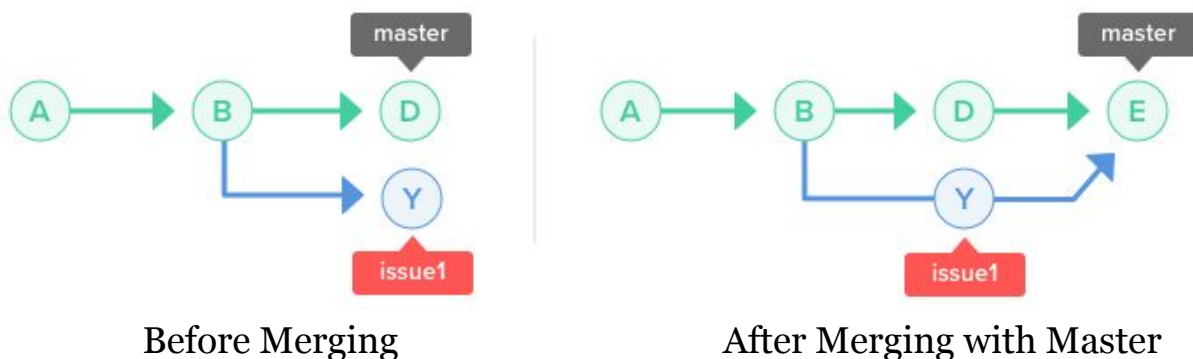 master
A B D
Y
issue1
Before Merging
master
A B D E
Y
issue1
After Merging with Master